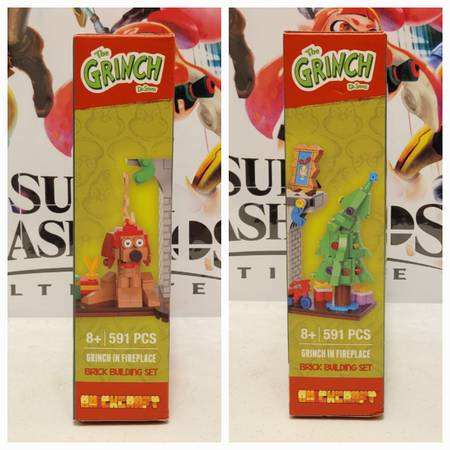 The
GRINCH
Dr. Seuss
8+ | 591 PCS
GRINCH IN FIREPLACE
BRICK BUILDING SET
The
GRINCH
Dr. Seuss
8+ | 591 PCS
GRINCH IN FIREPLACE
BRICK BUILDING SET